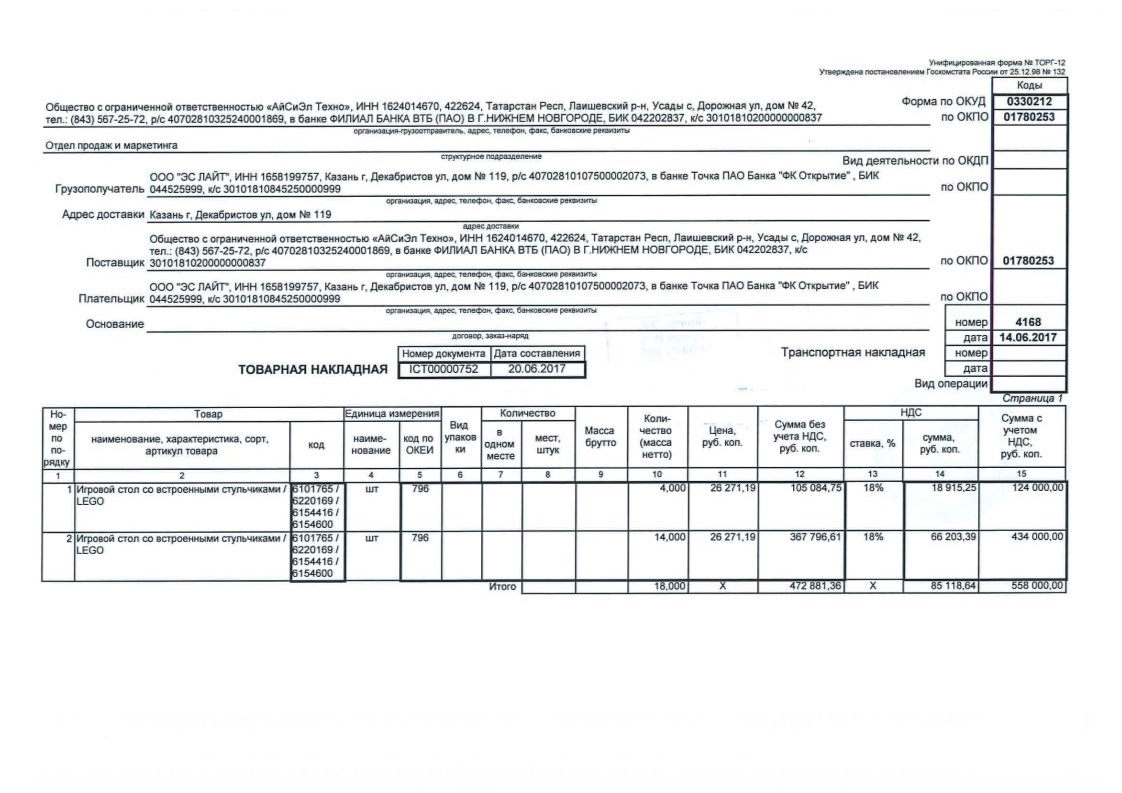 Унифицированная форма № ТОРГ-12
Утверждена постановлением Госкомстата России от 25.12.98 № 132
Коды
Форма по ОКУД 0330212
Общество с ограниченной ответственностью «АйСиЭл Техно», ИНН 1624014670, 422624, Татарстан Респ, Лаишевский р-н, Усады с, Дорожная ул, дом № 42,
тел.: (843) 567-25-72, р/с 40702810325240001869, в банке ФИЛИАЛ БАНКА ВТБ (ПАО) В Г.НИЖНЕМ НОВГОРОДЕ, БИК 042202837, к/с 30101810200000000837 по ОКПО 01780253
организация-грузоотправитель, адрес, телефон, факс, банковские реквизиты
Отдел продаж и маркетинга
структурное подразделение
Вид деятельности по ОКДП
ООО "ЭС ЛАЙТ", ИНН 1658199757, Казань г, Декабристов ул, дом № 119, р/с 40702810107500002073, в банке Точка ПАО Банка "ФК Открытие" , БИК
Грузополучатель 044525999, к/с 30101810845250000999 по ОКПО
организация, адрес, телефон, факс, банковские реквизиты
Адрес доставки Казань г, Декабристов ул, дом № 119
адрес доставки
Общество с ограниченной ответственностью «АйСиЭл Техно», ИНН 1624014670, 422624, Татарстан Респ, Лаишевский р-н, Усады с, Дорожная ул, дом № 42,
тел.: (843) 567-25-72, р/с 40702810325240001869, в банке ФИЛИАЛ БАНКА ВТБ (ПАО) В Г.НИЖНЕМ НОВГОРОДЕ, БИК 042202837, к/с
Поставщик 30101810200000000837 по ОКПО 01780253
организация, адрес, телефон, факс, банковские реквизиты
ООО "ЭС ЛАЙТ", ИНН 1658199757, Казань г, Декабристов ул, дом № 119, р/с 40702810107500002073, в банке Точка ПАО Банка "ФК Открытие" , БИК
Плательщик 044525999, к/с 30101810845250000999 по ОКПО
организация, адрес, телефон, факс, банковские реквизиты
Основание номер 4168
договор, заказ-наряд
дата 14.06.2017
Номер документа Дата составления
Транспортная накладная номер
ТОВАРНАЯ НАКЛАДНАЯ ICT00000752 20.06.2017
дата
Вид операции
Страница 1
Но-мер по по-рядку Товар Единица измерения Вид упаков ки Количество Масса брутто Коли-чество (масса нетто) Цена, руб. коп. Сумма без учета НДС, руб. коп. НДС Сумма с учетом НДС, руб. коп.
наименование, характеристика, сорт, артикул товара код наиме-нование код по ОКЕИ в одном месте мест, штук ставка, % сумма, руб. коп.
1 2 3 4 5 6 7 8 9 10 11 12 13 14 15
1 Игровой стол со встроенными стульчиками / 6101765 / шт 796 4,000 26 271,19 105 084,75 18% 18 915,25 124 000,00
LEGO 6220169 /
6154416 /
6154600
2 Игровой стол со встроенными стульчиками / 6101765 / шт 796 14,000 26 271,19 367 796,61 18% 66 203,39 434 000,00
LEGO 6220169 /
6154416 /
6154600
Итого 18,000 Х 472 881,36 Х 85 118,64 558 000,00